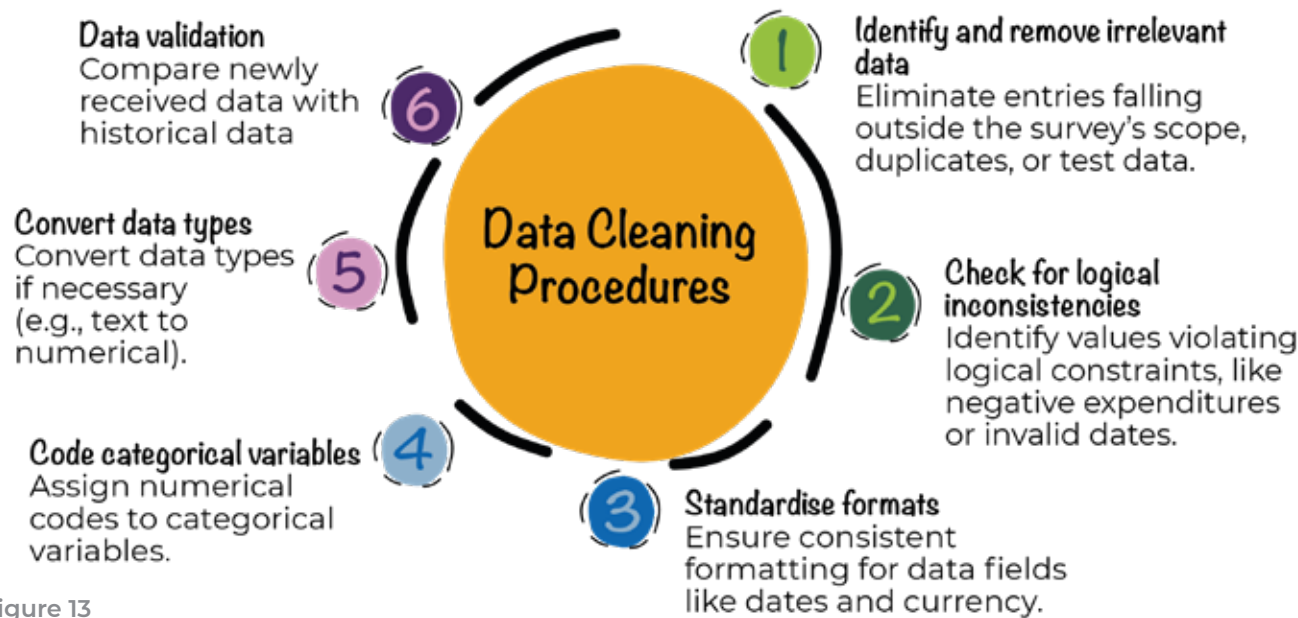 Data Cleaning
Procedures
1
Identify and remove irrelevant
data
Eliminate entries falling
outside the survey's scope,
duplicates, or test data.
2
Check for logical
inconsistencies
Identify values violating
logical constraints, like
negative expenditures
or invalid dates.
3
Standardise formats
Ensure consistent
formatting for data fields
like dates and currency.
4
Code categorical variables
Assign numerical
codes to categorical
variables.
5
Convert data types
Convert data types
if necessary
(e.g., text to
numerical).
6
Data validation
Compare newly
received data with
historical data
igure 13